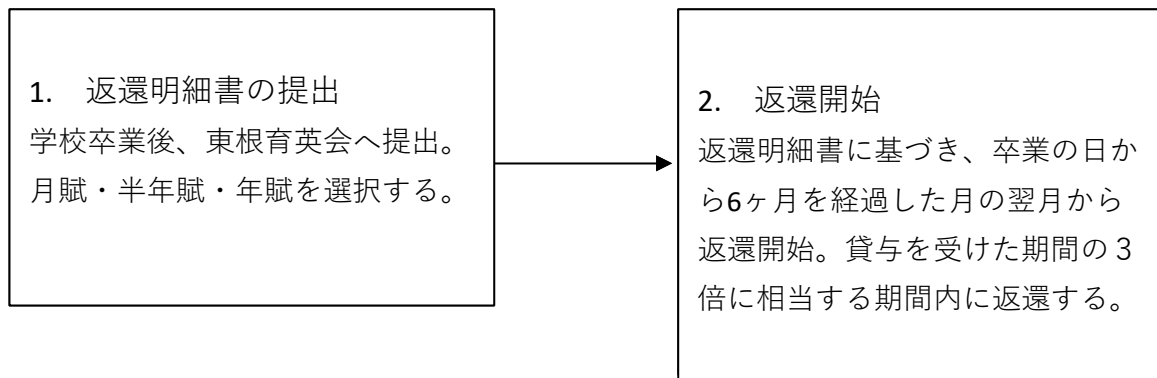 1. 返還明細書の提出
学校卒業後、東根育英会へ提出。
月賦・半年賦・年賦を選択する。
2. 返還開始
返還明細書に基づき、卒業の日か
ら6ヶ月を経過した月の翌月から
返還開始。貸与を受けた期間の３
倍に相当する期間内に返還する。